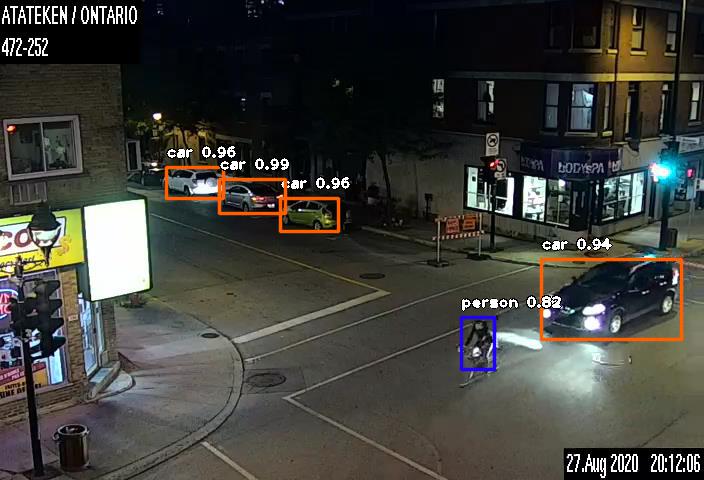 ATATEKEN / ONTARIO
472-252
car 0.96
car 0.99
car 0.96
BODYSPA
car 0.94
person 0.82
CO
27.Aug 2020 20:12:06